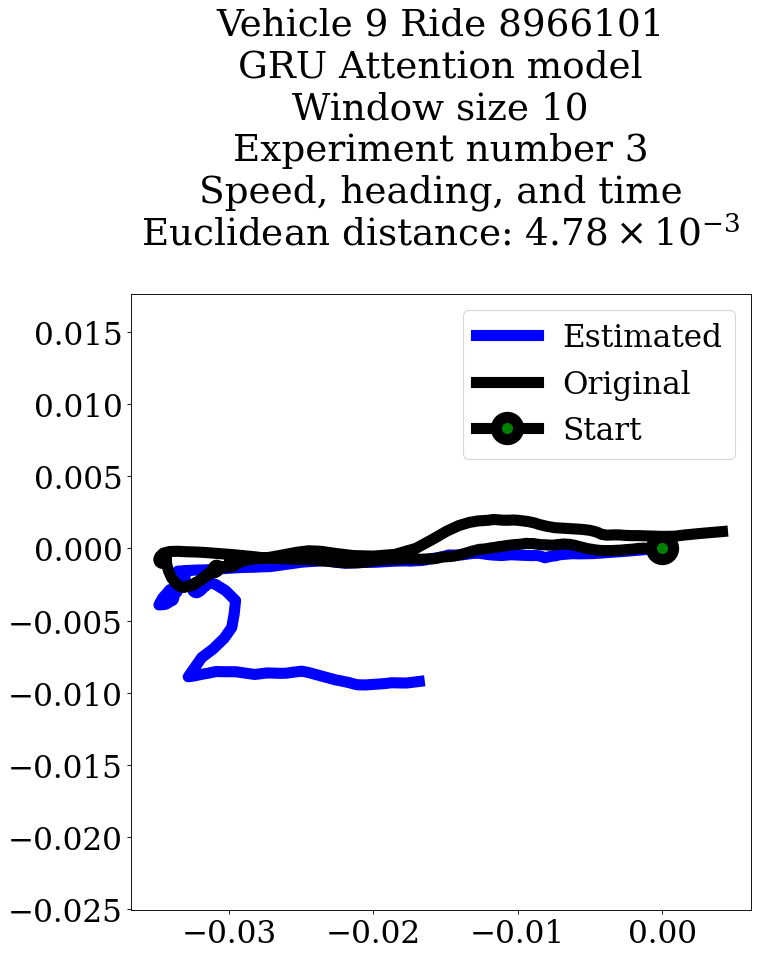 Vehicle 9 Ride 8966101
GRU Attention model
Window size 10
Experiment number 3
Speed, heading, and time
Euclidean distance: 4.78 × 10⁻³
Estimated
Original
Start
0.015
0.010
0.005
0.000
−0.005
−0.010
−0.015
−0.020
−0.025
−0.03 −0.02 −0.01 0.00